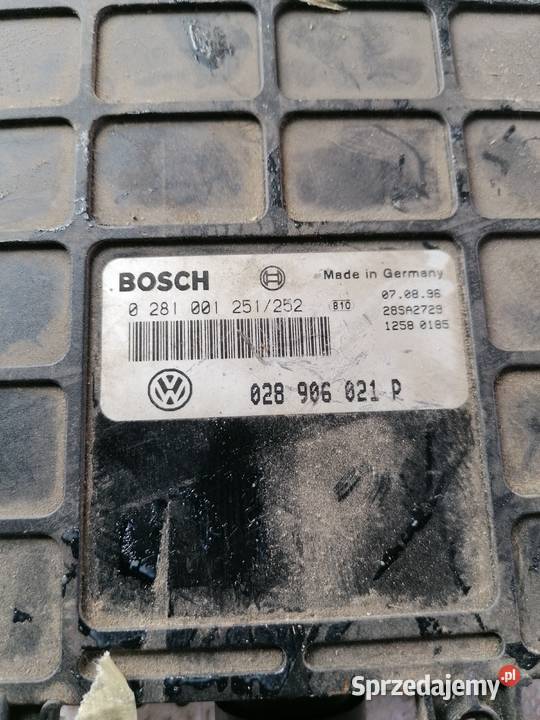 BOSCH
Made in Germany
0 281 001 251/252
B10
07.08.96
28SA2729
1258 0185
028 906 021 P
Sprzedajemy.pl